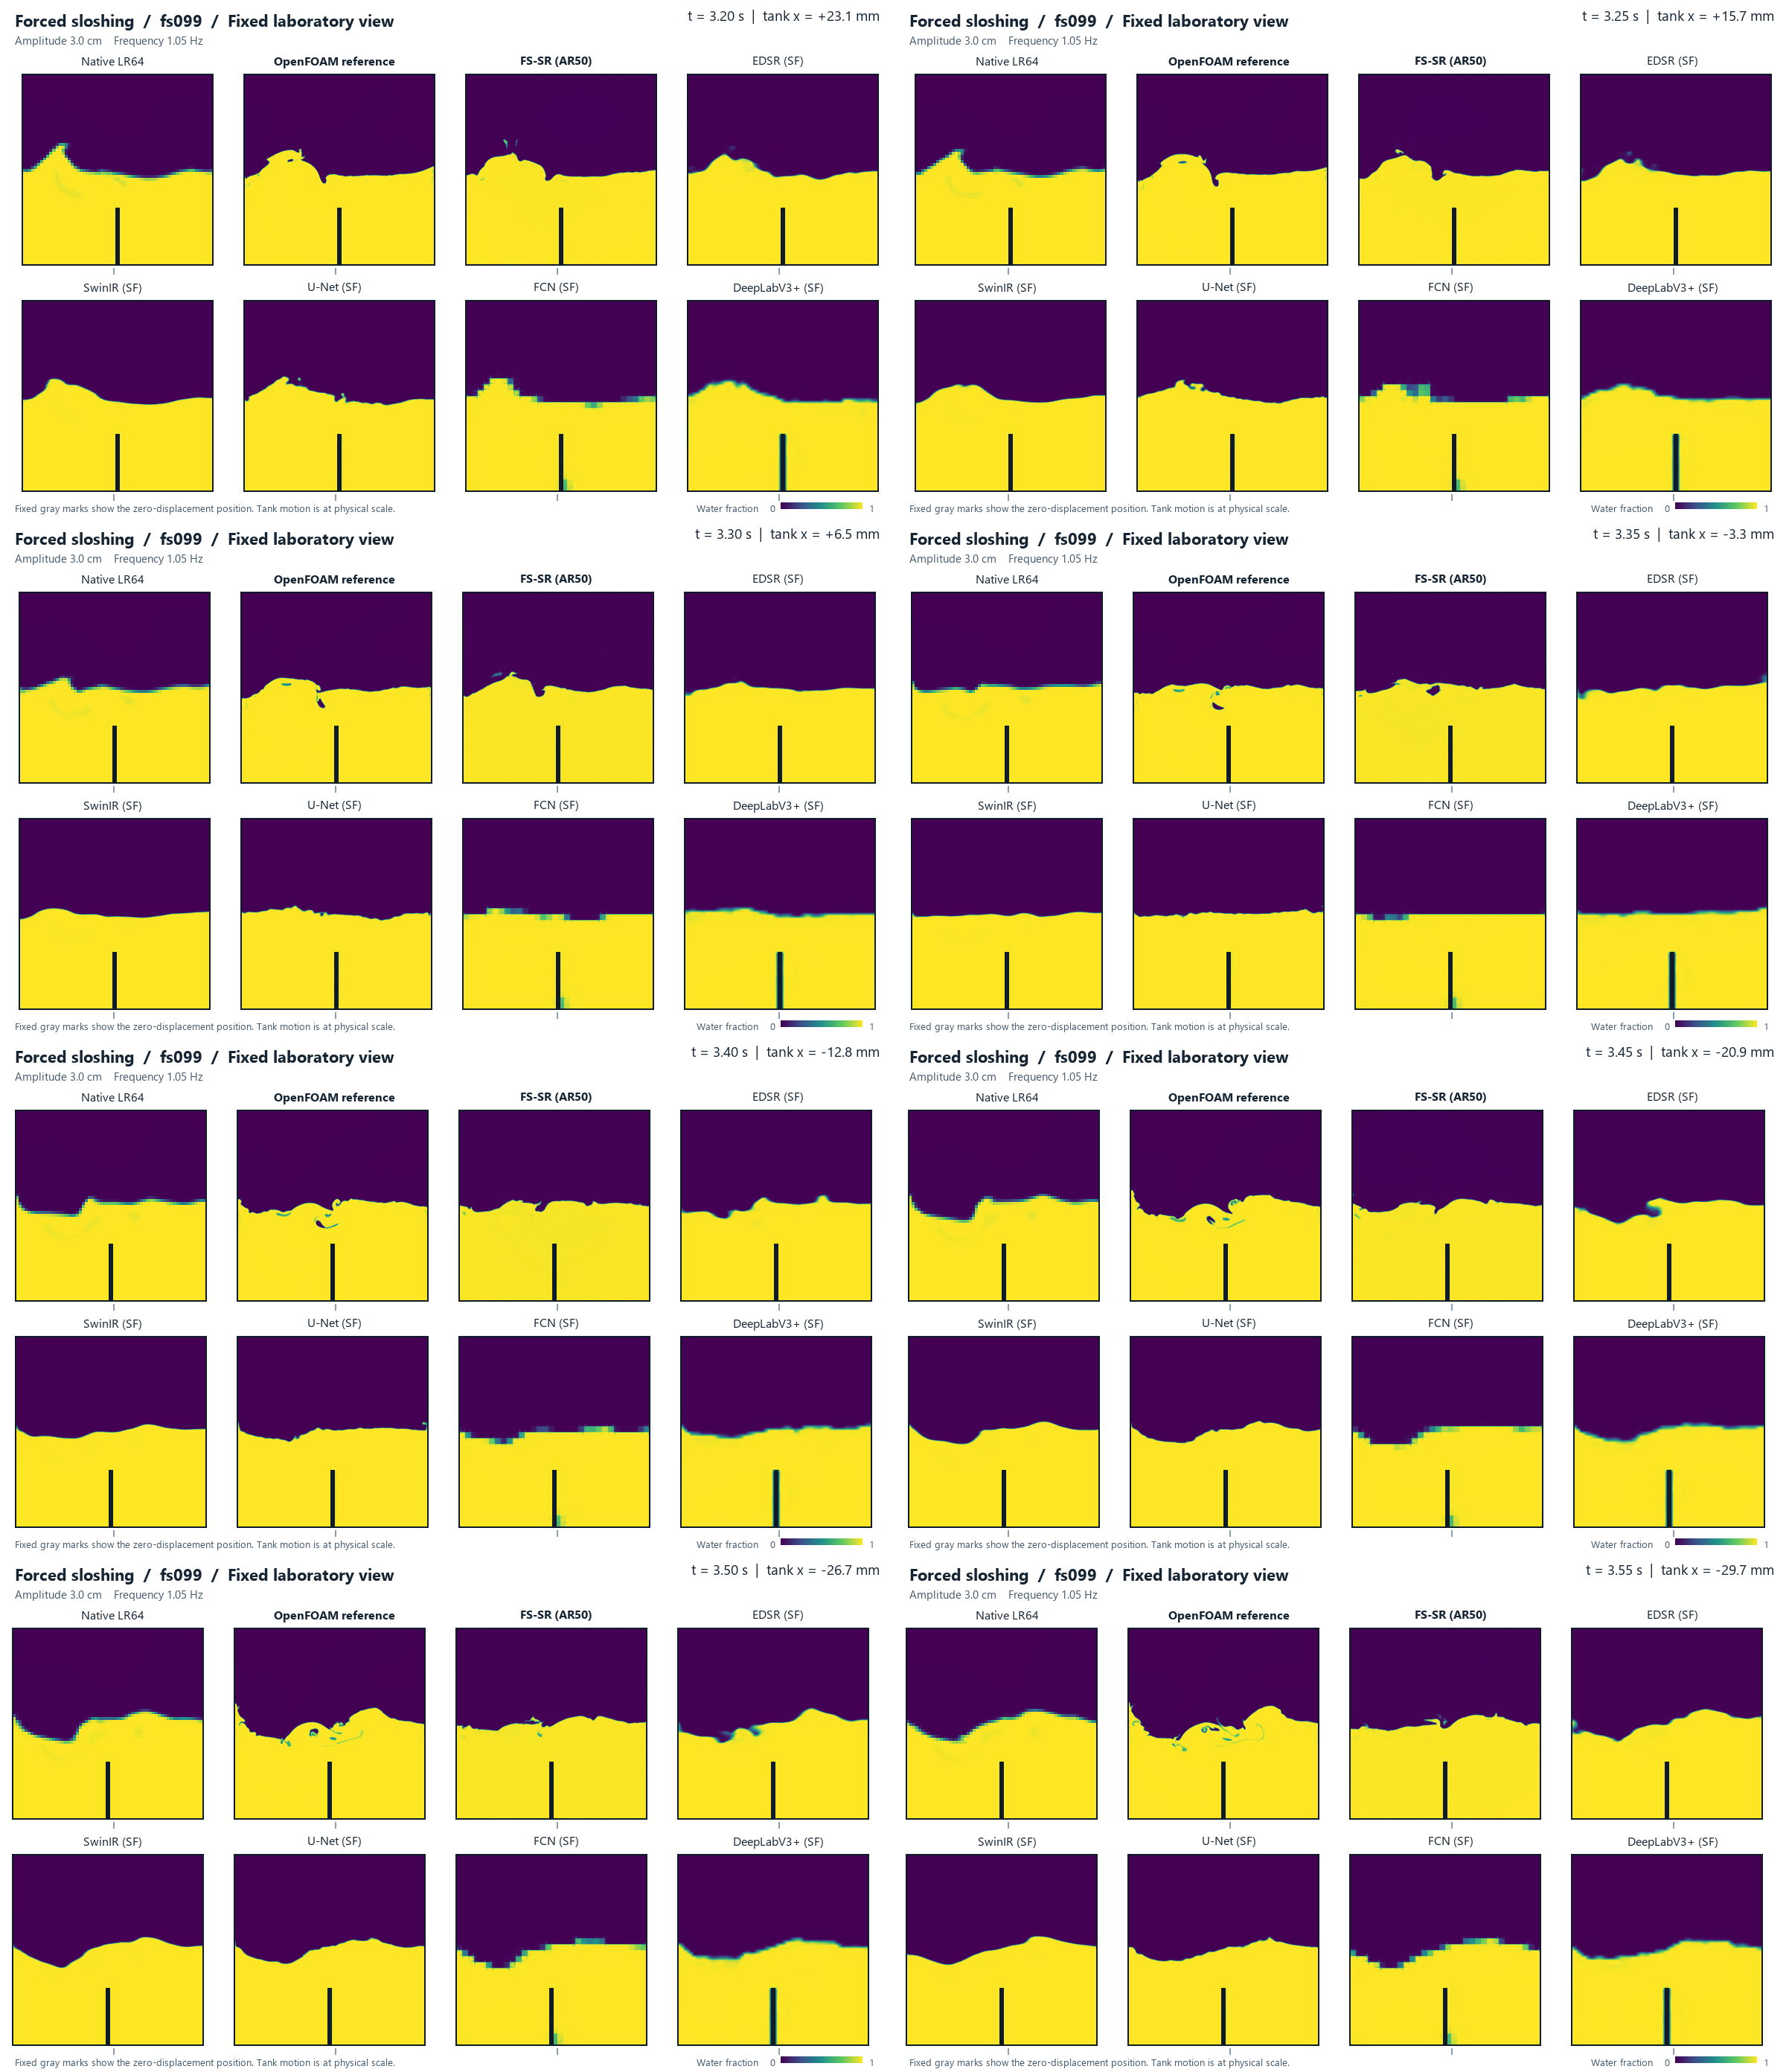 Forced sloshing / fs099 / Fixed laboratory view
t = 3.20 s | tank x = +23.1 mm
Amplitude 3.0 cm Frequency 1.05 Hz
Native LR64
OpenFOAM reference
FS-SR (AR50)
EDSR (SF)
SwinIR (SF)
U-Net (SF)
FCN (SF)
DeepLabV3+ (SF)
Fixed gray marks show the zero-displacement position. Tank motion is at physical scale.
Water fraction 0 1
Forced sloshing / fs099 / Fixed laboratory view
t = 3.25 s | tank x = +15.7 mm
Amplitude 3.0 cm Frequency 1.05 Hz
Native LR64
OpenFOAM reference
FS-SR (AR50)
EDSR (SF)
SwinIR (SF)
U-Net (SF)
FCN (SF)
DeepLabV3+ (SF)
Fixed gray marks show the zero-displacement position. Tank motion is at physical scale.
Water fraction 0 1
Forced sloshing / fs099 / Fixed laboratory view
t = 3.30 s | tank x = +6.5 mm
Amplitude 3.0 cm Frequency 1.05 Hz
Native LR64
OpenFOAM reference
FS-SR (AR50)
EDSR (SF)
SwinIR (SF)
U-Net (SF)
FCN (SF)
DeepLabV3+ (SF)
Fixed gray marks show the zero-displacement position. Tank motion is at physical scale.
Water fraction 0 1
Forced sloshing / fs099 / Fixed laboratory view
t = 3.35 s | tank x = -3.3 mm
Amplitude 3.0 cm Frequency 1.05 Hz
Native LR64
OpenFOAM reference
FS-SR (AR50)
EDSR (SF)
SwinIR (SF)
U-Net (SF)
FCN (SF)
DeepLabV3+ (SF)
Fixed gray marks show the zero-displacement position. Tank motion is at physical scale.
Water fraction 0 1
Forced sloshing / fs099 / Fixed laboratory view
t = 3.40 s | tank x = -12.8 mm
Amplitude 3.0 cm Frequency 1.05 Hz
Native LR64
OpenFOAM reference
FS-SR (AR50)
EDSR (SF)
SwinIR (SF)
U-Net (SF)
FCN (SF)
DeepLabV3+ (SF)
Fixed gray marks show the zero-displacement position. Tank motion is at physical scale.
Water fraction 0 1
Forced sloshing / fs099 / Fixed laboratory view
t = 3.45 s | tank x = -20.9 mm
Amplitude 3.0 cm Frequency 1.05 Hz
Native LR64
OpenFOAM reference
FS-SR (AR50)
EDSR (SF)
SwinIR (SF)
U-Net (SF)
FCN (SF)
DeepLabV3+ (SF)
Fixed gray marks show the zero-displacement position. Tank motion is at physical scale.
Water fraction 0 1
Forced sloshing / fs099 / Fixed laboratory view
t = 3.50 s | tank x = -26.7 mm
Amplitude 3.0 cm Frequency 1.05 Hz
Native LR64
OpenFOAM reference
FS-SR (AR50)
EDSR (SF)
SwinIR (SF)
U-Net (SF)
FCN (SF)
DeepLabV3+ (SF)
Fixed gray marks show the zero-displacement position. Tank motion is at physical scale.
Water fraction 0 1
Forced sloshing / fs099 / Fixed laboratory view
t = 3.55 s | tank x = -29.7 mm
Amplitude 3.0 cm Frequency 1.05 Hz
Native LR64
OpenFOAM reference
FS-SR (AR50)
EDSR (SF)
SwinIR (SF)
U-Net (SF)
FCN (SF)
DeepLabV3+ (SF)
Fixed gray marks show the zero-displacement position. Tank motion is at physical scale.
Water fraction 0 1